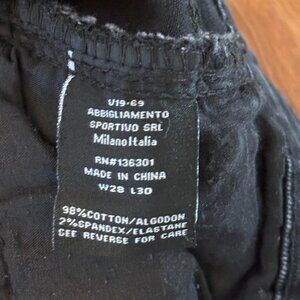 V19·69
ABBIGLIAMENTO
SPORTIVO SRL
MilanoItalia
RN#136301
MADE IN CHINA
W28 L30
98%COTTON/ALGODON
2%SPANDEX/ELASTANE
SEE REVERSE FOR CARE